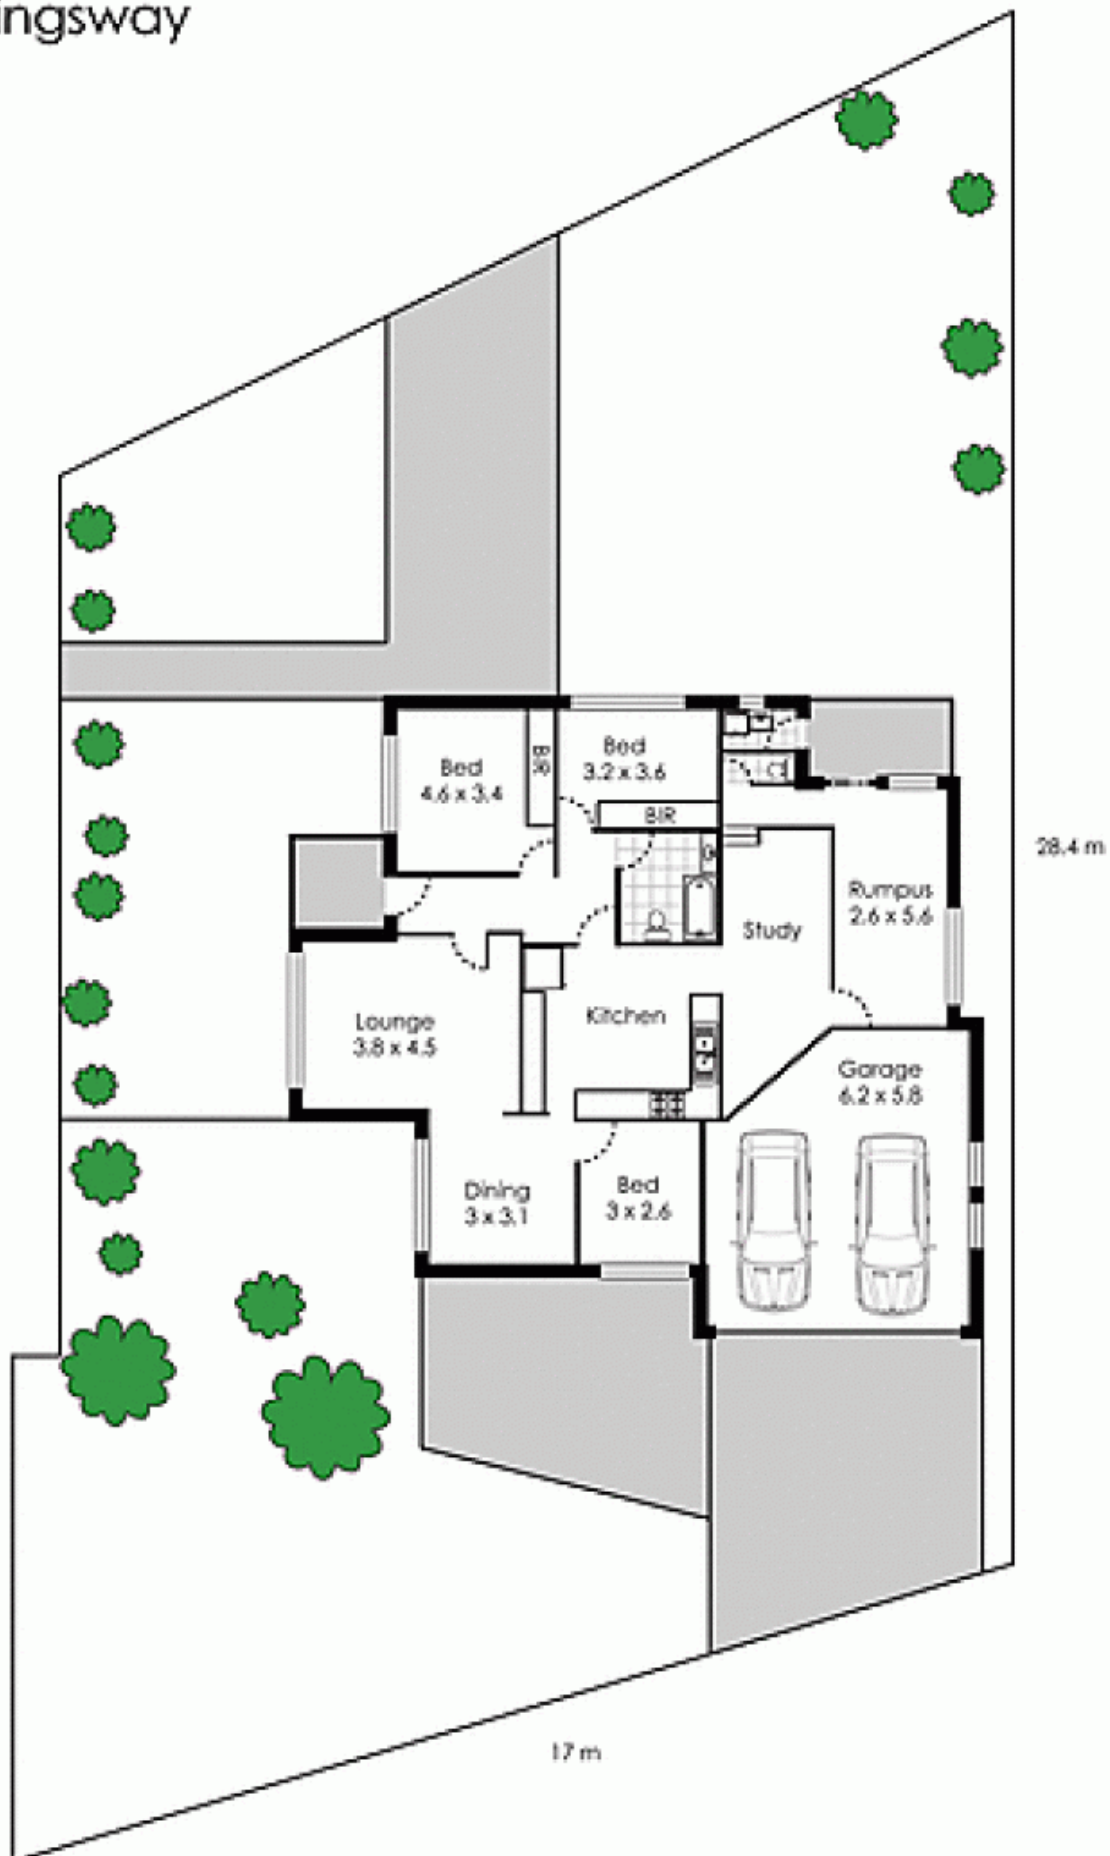 ingsway
Bed
4.6 x 3.4
BIR
Bed
3.2 x 3.6
BIR
28.4 m
Rumpus
2.6 x 5.6
Study
Kitchen
Lounge
3.8 x 4.5
Garage
6.2 x 5.8
Dining
3 x 3.1
Bed
3 x 2.6
17 m